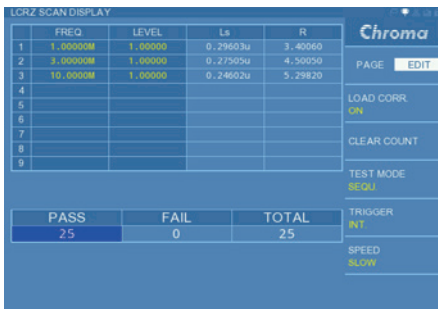 LCRZ SCAN DISPLAY
Chroma
FREQ. LEVEL Ls R
1 1.00000M 1.00000 0.29603u 3.40060
2 3.00000M 1.00000 0.27505u 4.50050
3 10.0000M 1.00000 0.24602u 5.29820
4
5
6
7
8
9
PASS FAIL TOTAL
25 0 25
PAGE EDIT
LOAD CORR.
ON
CLEAR COUNT
TEST MODE
SEQU.
TRIGGER
INT.
SPEED
SLOW